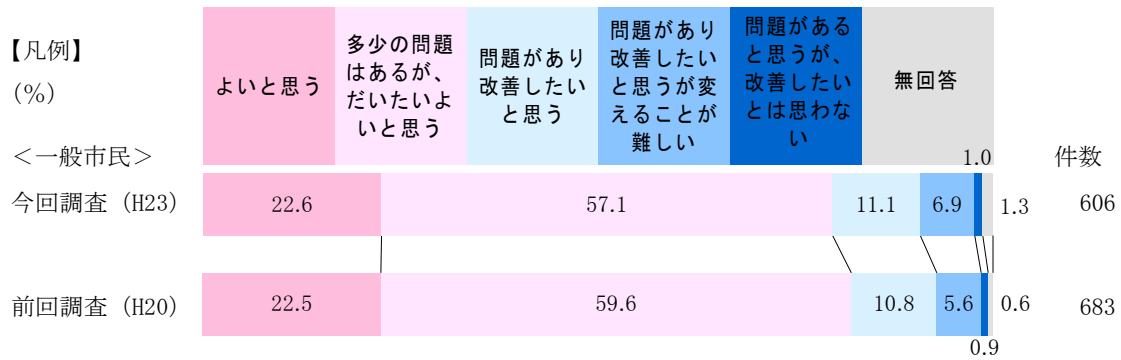 【凡例】
(%)
よいと思う
多少の問題
はあるが、
だいたいよ
いと思う
問題があり
改善したい
と思う
問題があり
改善したい
と思うが変
えることが
難しい
問題がある
と思うが、
改善したい
とは思わな
い
無回答
<一般市民>
1.0
件数
今回調査(H23)
22.6
57.1
11.1
6.9
1.3
606
前回調査(H20)
22.5
59.6
10.8
5.6
0.6
683
0.9